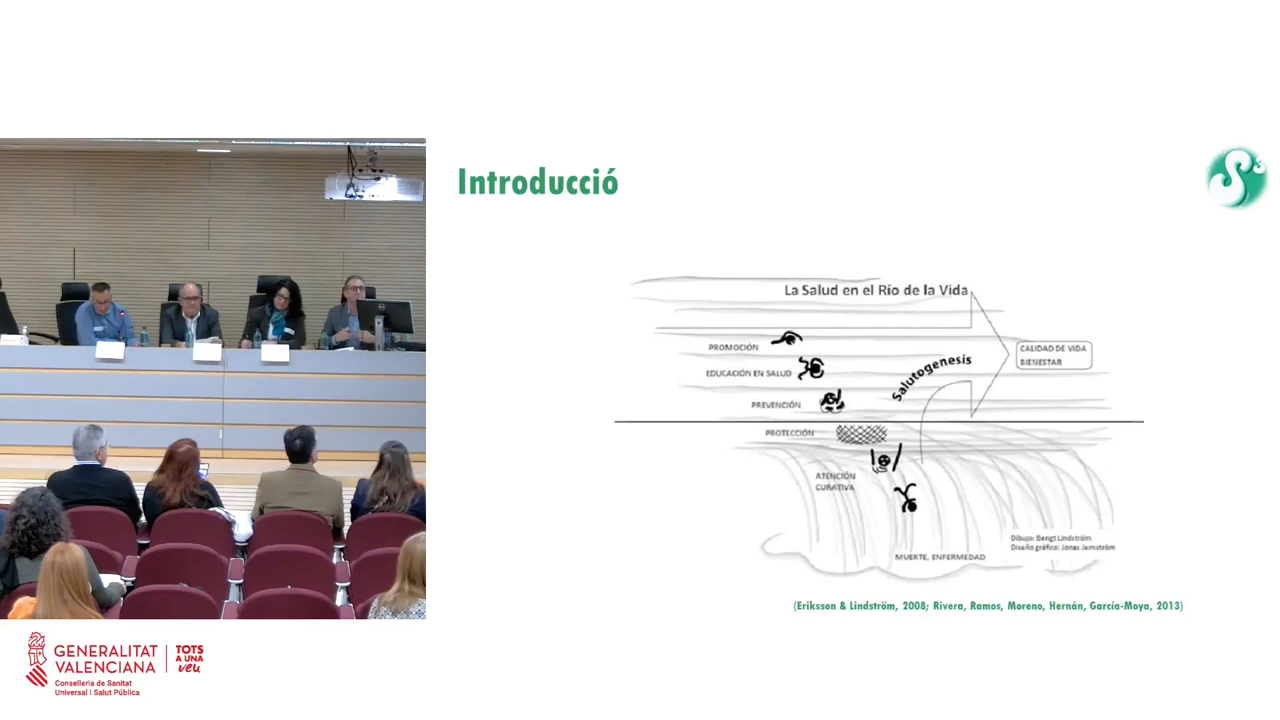 Introducció
S3
La Salud en el Río de la Vida
PROMOCIÓN
EDUCACIÓN EN SALUD
PREVENCIÓN
PROTECCIÓN
ATENCIÓN
CURATIVA
Salutogenesis
CALIDAD DE VIDA
BIENESTAR
MUERTE, ENFERMEDAD
Dibujo: Bengt Lindström
Diseño gráfico: Jonas Jernström
(Eriksson & Lindström, 2008; Rivera, Ramos, Moreno, Hernán, García-Moya, 2013)
GENERALITAT
VALENCIANA
Conselleria de Sanitat
Universal i Salut Pública
TOTS
A UNA
veu